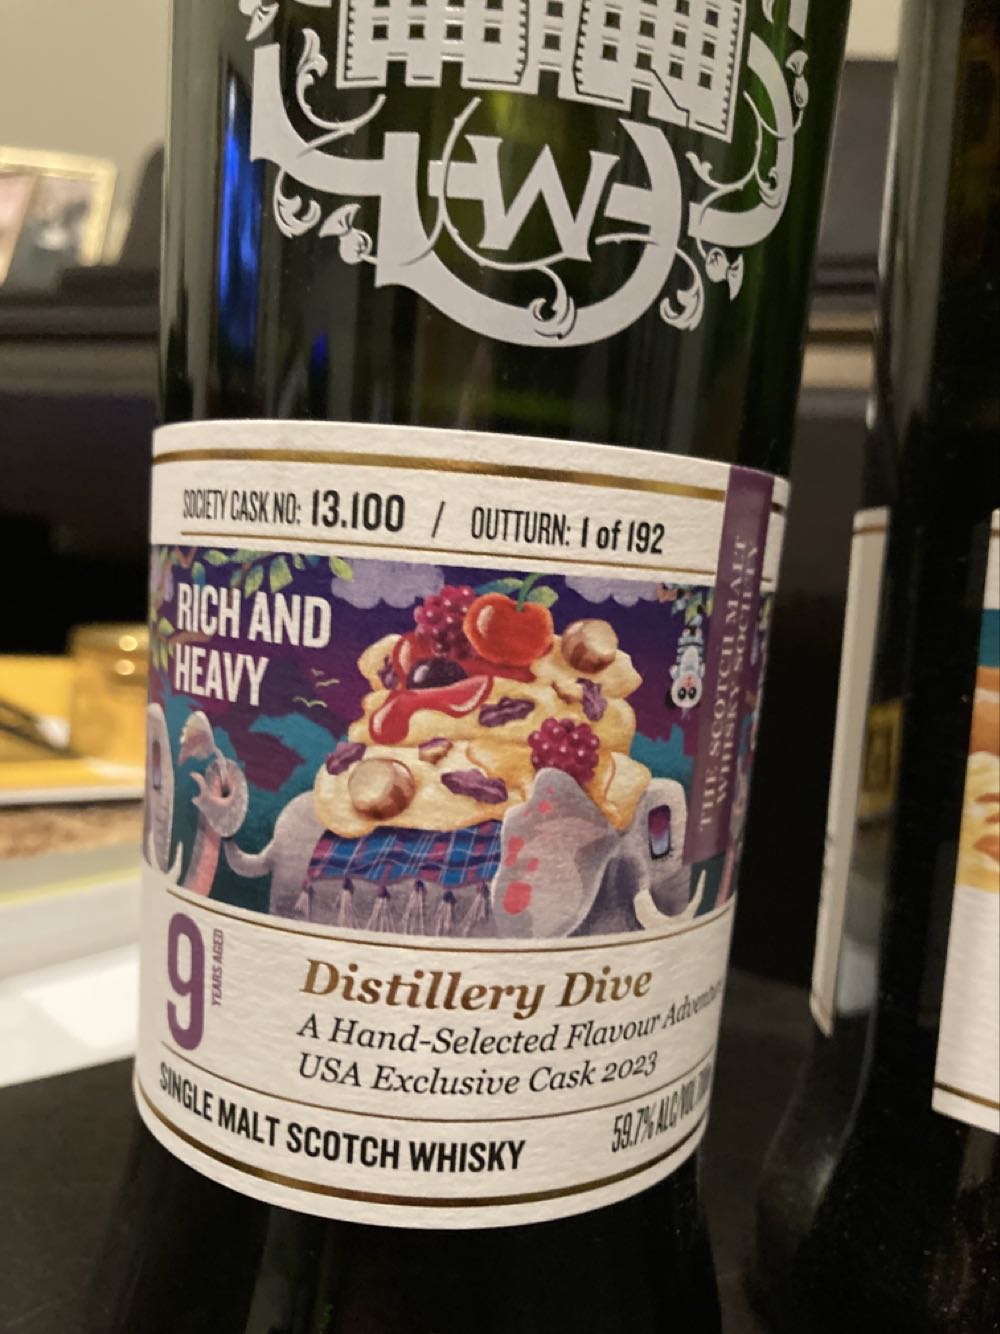 SOCIETY CASK NO: 13.100 / OUTTURN: 1 of 192
RICH AND
HEAVY
THE SCOTCH MALT
WHISKY SOCIETY
9
YEARS AGED
Distillery Dive
A Hand-Selected Flavour
USA Exclusive Cask 2023
SINGLE MALT SCOTCH WHISKY
59.7% ALC/VOL